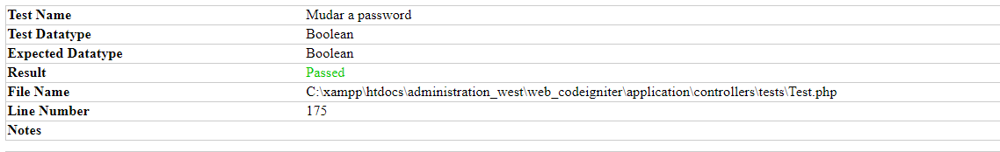 Test Name Mudar a password
Test Datatype Boolean
Expected Datatype Boolean
Result Passed
File Name C:\xampp\htdocs\administration_west\web_codeigniter\application\controllers\tests\Test.php
Line Number 175
Notes